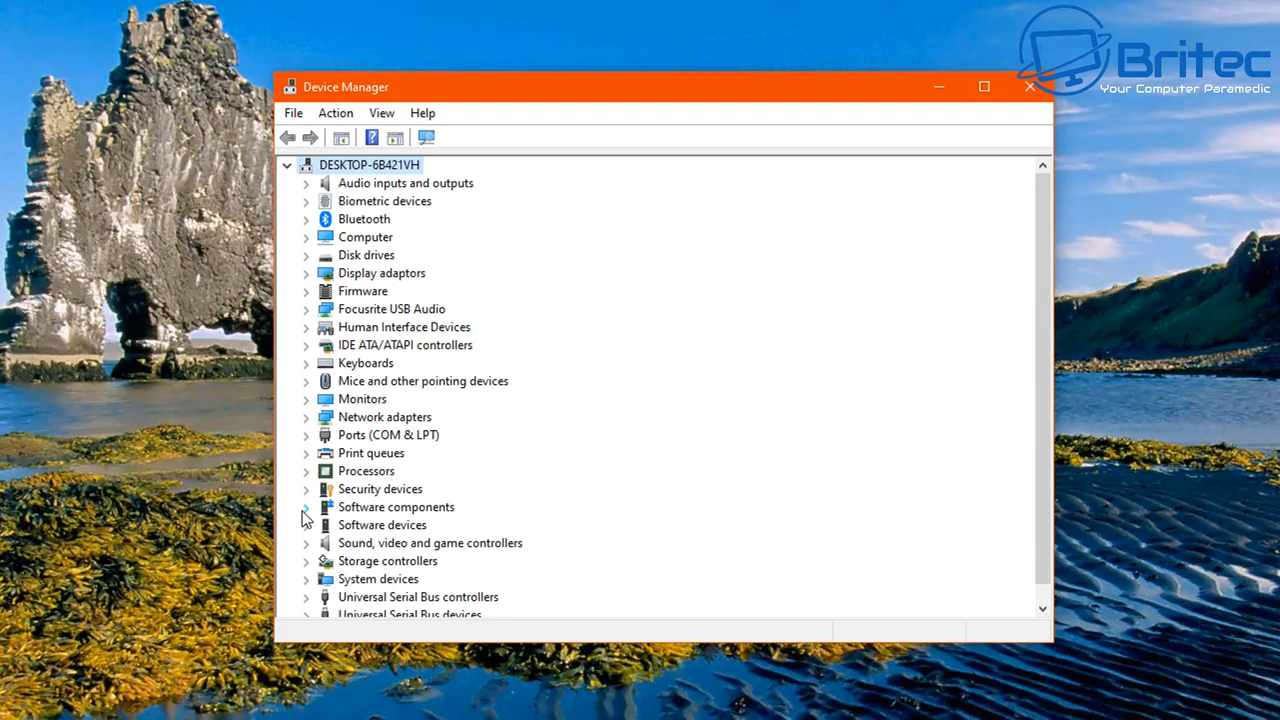 Britec
Your Computer Paramedic
Device Manager
File Action View Help
DESKTOP-6B421VH
Audio inputs and outputs
Biometric devices
Bluetooth
Computer
Disk drives
Display adaptors
Firmware
Focusrite USB Audio
Human Interface Devices
IDE ATA/ATAPI controllers
Keyboards
Mice and other pointing devices
Monitors
Network adapters
Ports (COM & LPT)
Print queues
Processors
Security devices
Software components
Software devices
Sound, video and game controllers
Storage controllers
System devices
Universal Serial Bus controllers
Universal Serial Bus devices